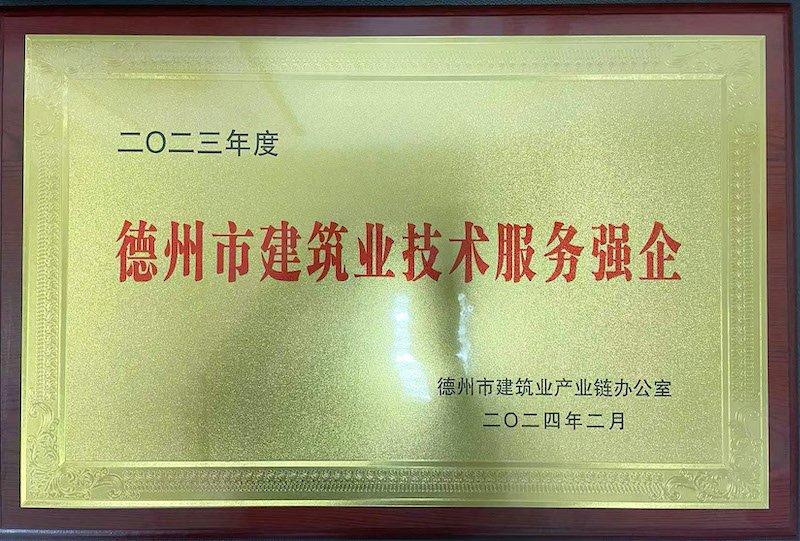 二〇二三年度
德州市建筑业技术服务强企
德州市建筑业产业链办公室
二〇二四年二月